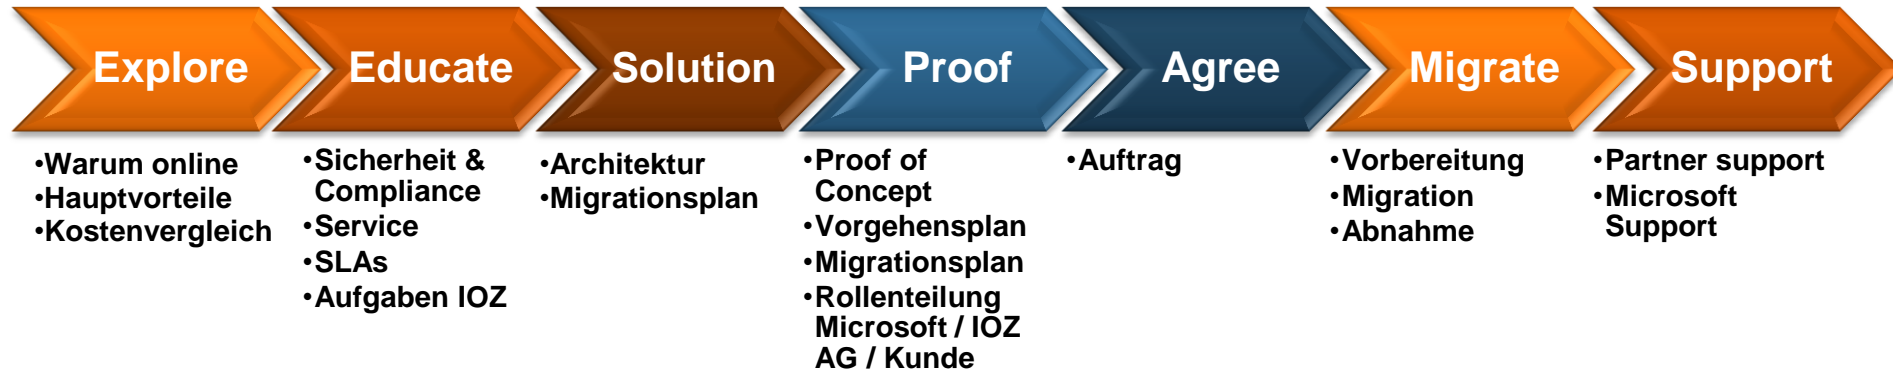 Explore
•Warum online
•Hauptvorteile
•Kostenvergleich
Educate
•Sicherheit &
Compliance
•Service
•SLAs
•Aufgaben IOZ
Solution
•Architektur
•Migrationsplan
Proof
•Proof of
Concept
•Vorgehensplan
•Migrationsplan
•Rollenteilung
Microsoft / IOZ
AG / Kunde
Agree
•Auftrag
Migrate
•Vorbereitung
•Migration
•Abnahme
Support
•Partner support
•Microsoft
Support